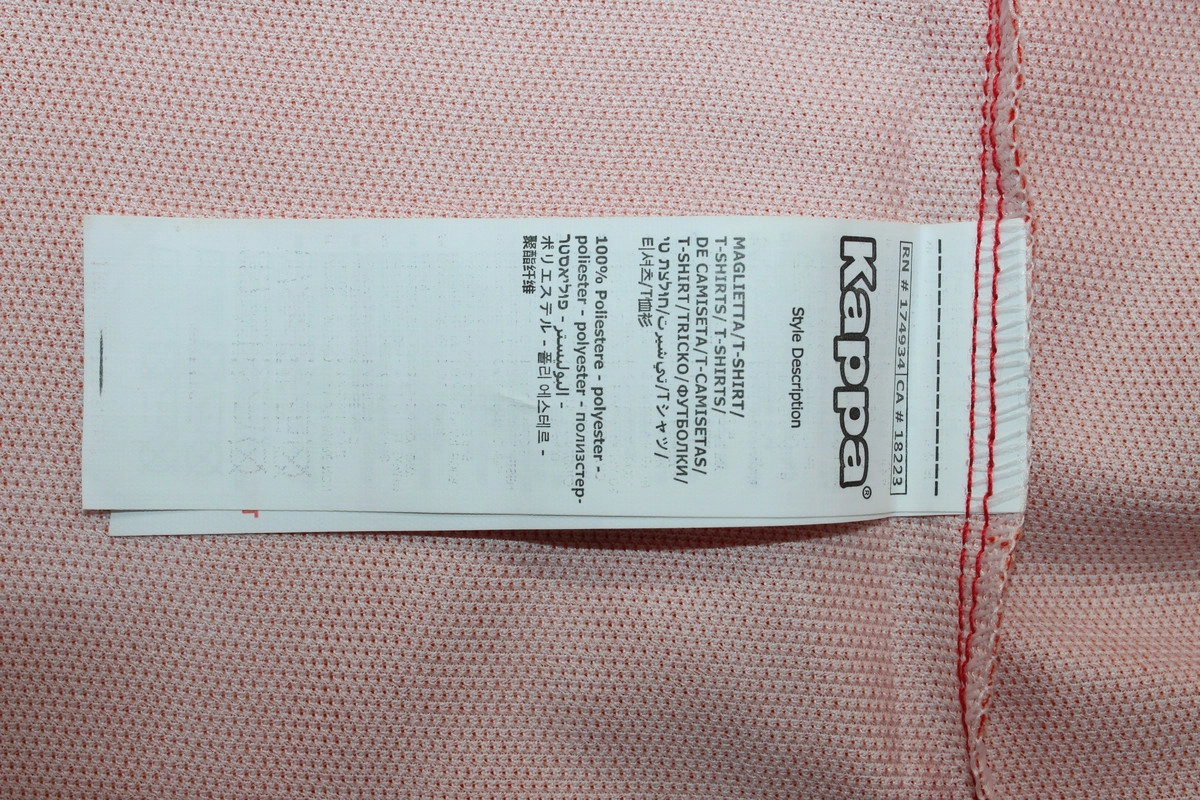 RN # 174934 CA # 18223
Kappa®
Style Description
MAGLIETTA/T-SHIRT/
T-SHIRTS/ T-SHIRTS/
DE CAMISETA/T-CAMISETAS/
T-SHIRT/TRICKO/ФУТБОЛКИ/
חולצת טי/تي شيرت/Tシャツ/
티셔츠/T恤衫
100% Poliestere - polyester -
poliester - polyester - полиэстер-
البوليستر - פוליאסטר -
ポリエステル - 폴리에스테르 -
聚酯纤维